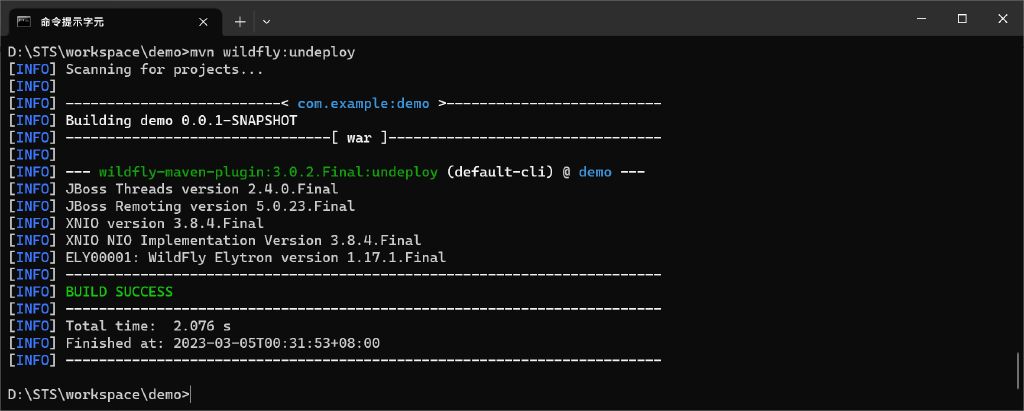 命令提示字元
D:\STS\workspace\demo>mvn wildfly:undeploy
[INFO] Scanning for projects...
[INFO]
[INFO] --------------------------< com.example:demo >--------------------------
[INFO] Building demo 0.0.1-SNAPSHOT
[INFO] --------------------------------[ war ]---------------------------------
[INFO]
[INFO] --- wildfly-maven-plugin:3.0.2.Final:undeploy (default-cli) @ demo ---
[INFO] JBoss Threads version 2.4.0.Final
[INFO] JBoss Remoting version 5.0.23.Final
[INFO] XNIO version 3.8.4.Final
[INFO] XNIO NIO Implementation Version 3.8.4.Final
[INFO] ELY00001: WildFly Elytron version 1.17.1.Final
[INFO] ------------------------------------------------------------------------
[INFO] BUILD SUCCESS
[INFO] ------------------------------------------------------------------------
[INFO] Total time:  2.076 s
[INFO] Finished at: 2023-03-05T00:31:53+08:00
[INFO] ------------------------------------------------------------------------
D:\STS\workspace\demo>